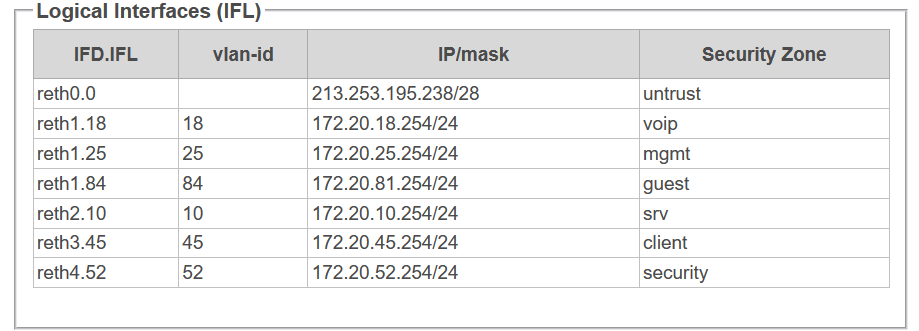 Logical Interfaces (IFL)
IFD.IFL vlan-id IP/mask Security Zone
reth0.0 213.253.195.238/28 untrust
reth1.18 18 172.20.18.254/24 voip
reth1.25 25 172.20.25.254/24 mgmt
reth1.84 84 172.20.81.254/24 guest
reth2.10 10 172.20.10.254/24 srv
reth3.45 45 172.20.45.254/24 client
reth4.52 52 172.20.52.254/24 security